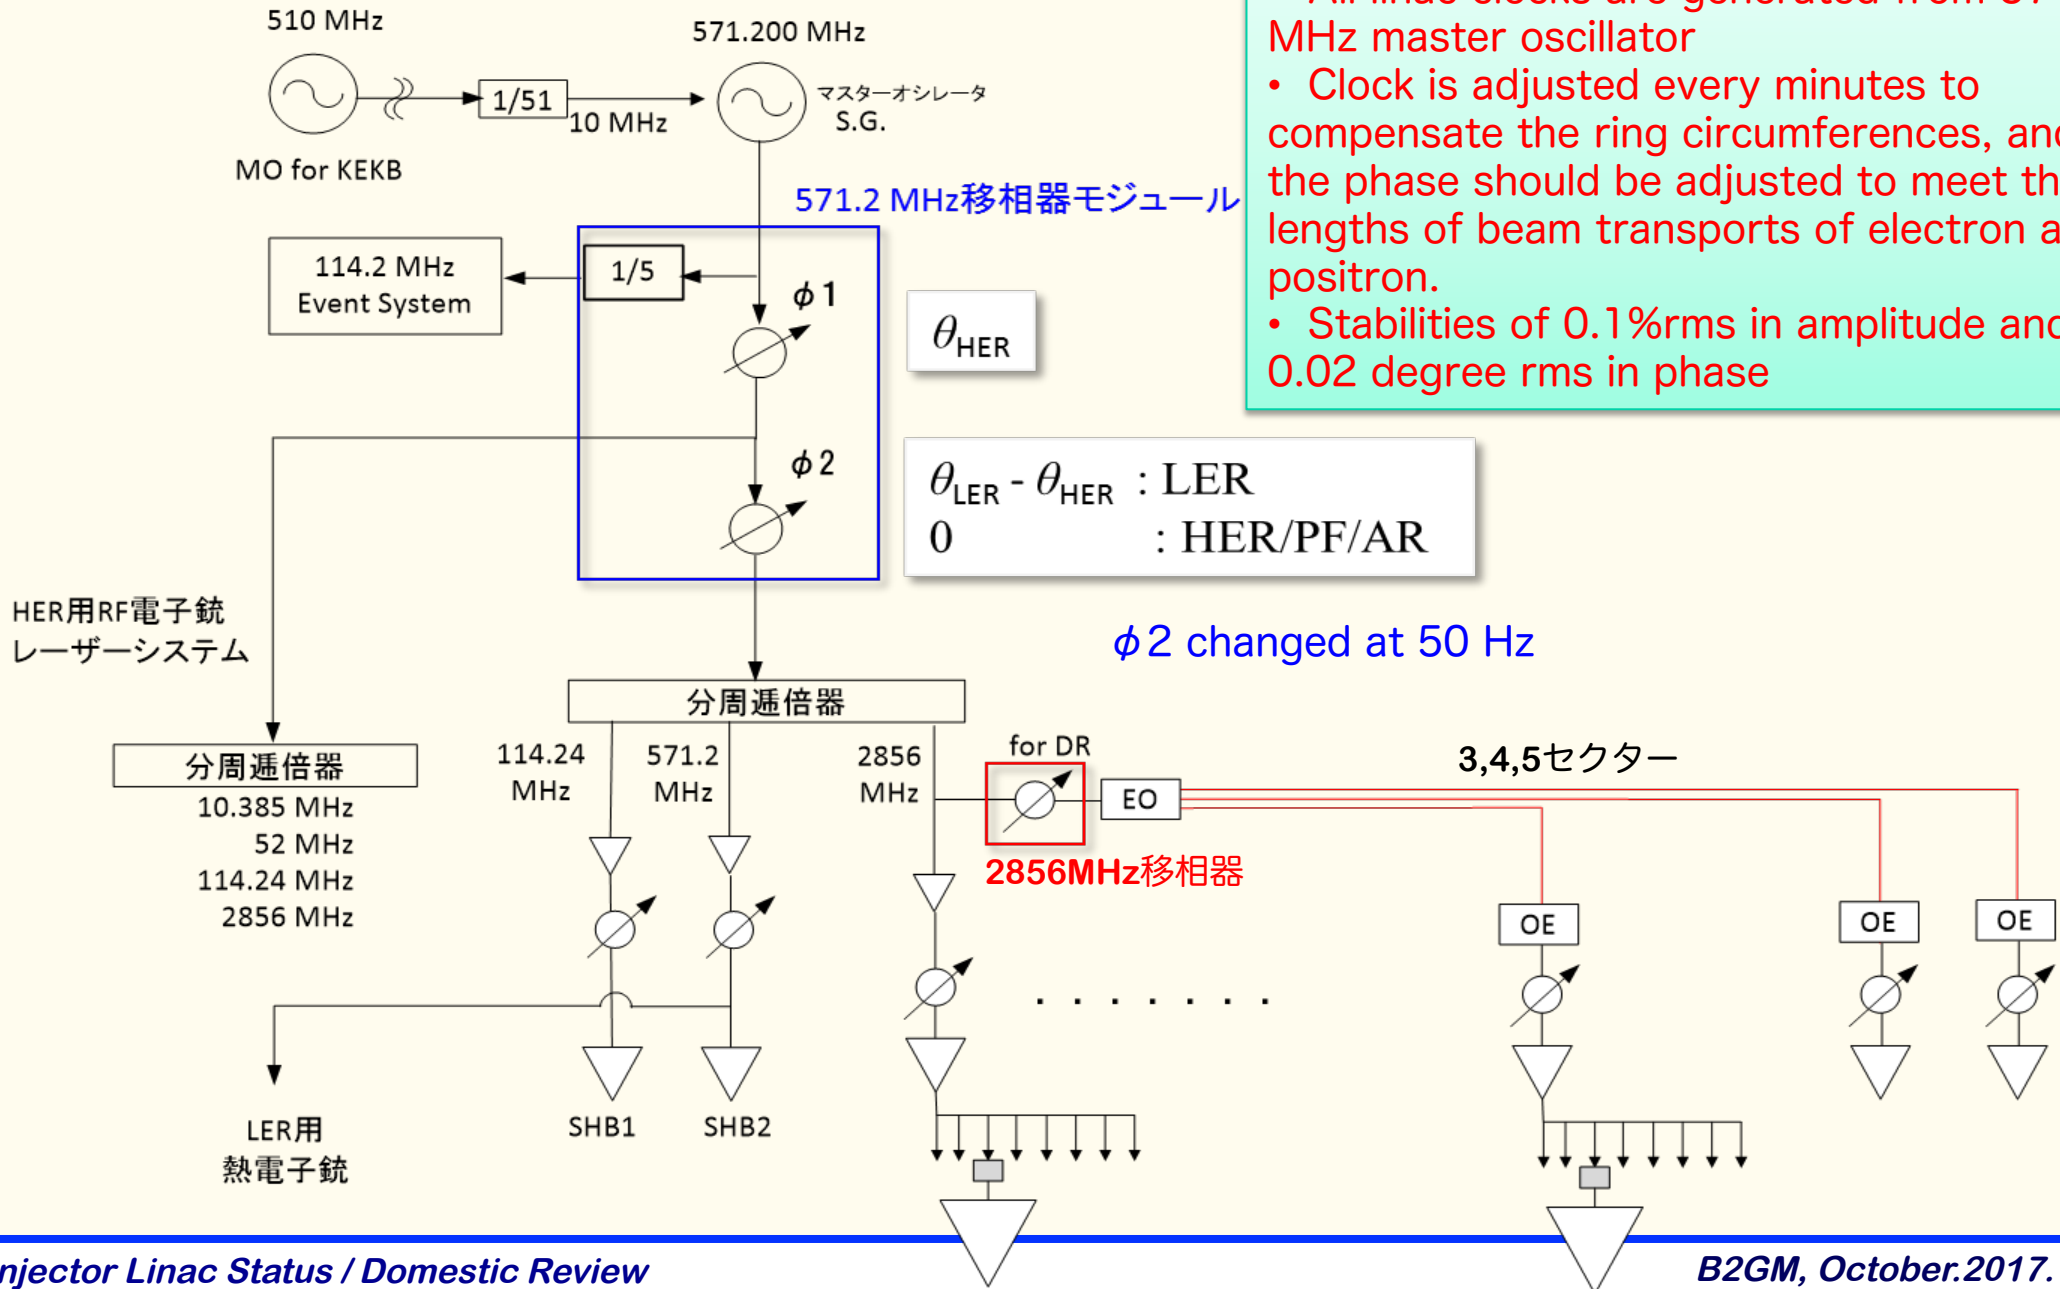 510 MHz
571.200 MHz
1/51
10 MHz
マスターオシレータ
S.G.
MO for KEKB
MHz master oscillator
• Clock is adjusted every minutes to
compensate the ring circumferences,
the phase should be adjusted to meet
lengths of beam transports of electron
positron.
• Stabilities of 0.1%rms in amplitude
0.02 degree rms in phase
571.2 MHz移相器モジュール
114.2 MHz
Event System
1/5
φ1
θHER
φ2
θLER - θHER : LER
0 : HER/PF/AR
HER用RF電子銃
レーザーシステム
φ2 changed at 50 Hz
分周逓倍器
分周逓倍器
10.385 MHz
52 MHz
114.24 MHz
2856 MHz
114.24
MHz
571.2
MHz
2856
MHz
for DR
EO
3,4,5セクター
2856MHz移相器
OE
OE
OE
. . . . . . .
LER用
熱電子銃
SHB1
SHB2
njector Linac Status / Domestic Review
B2GM, October.2017.